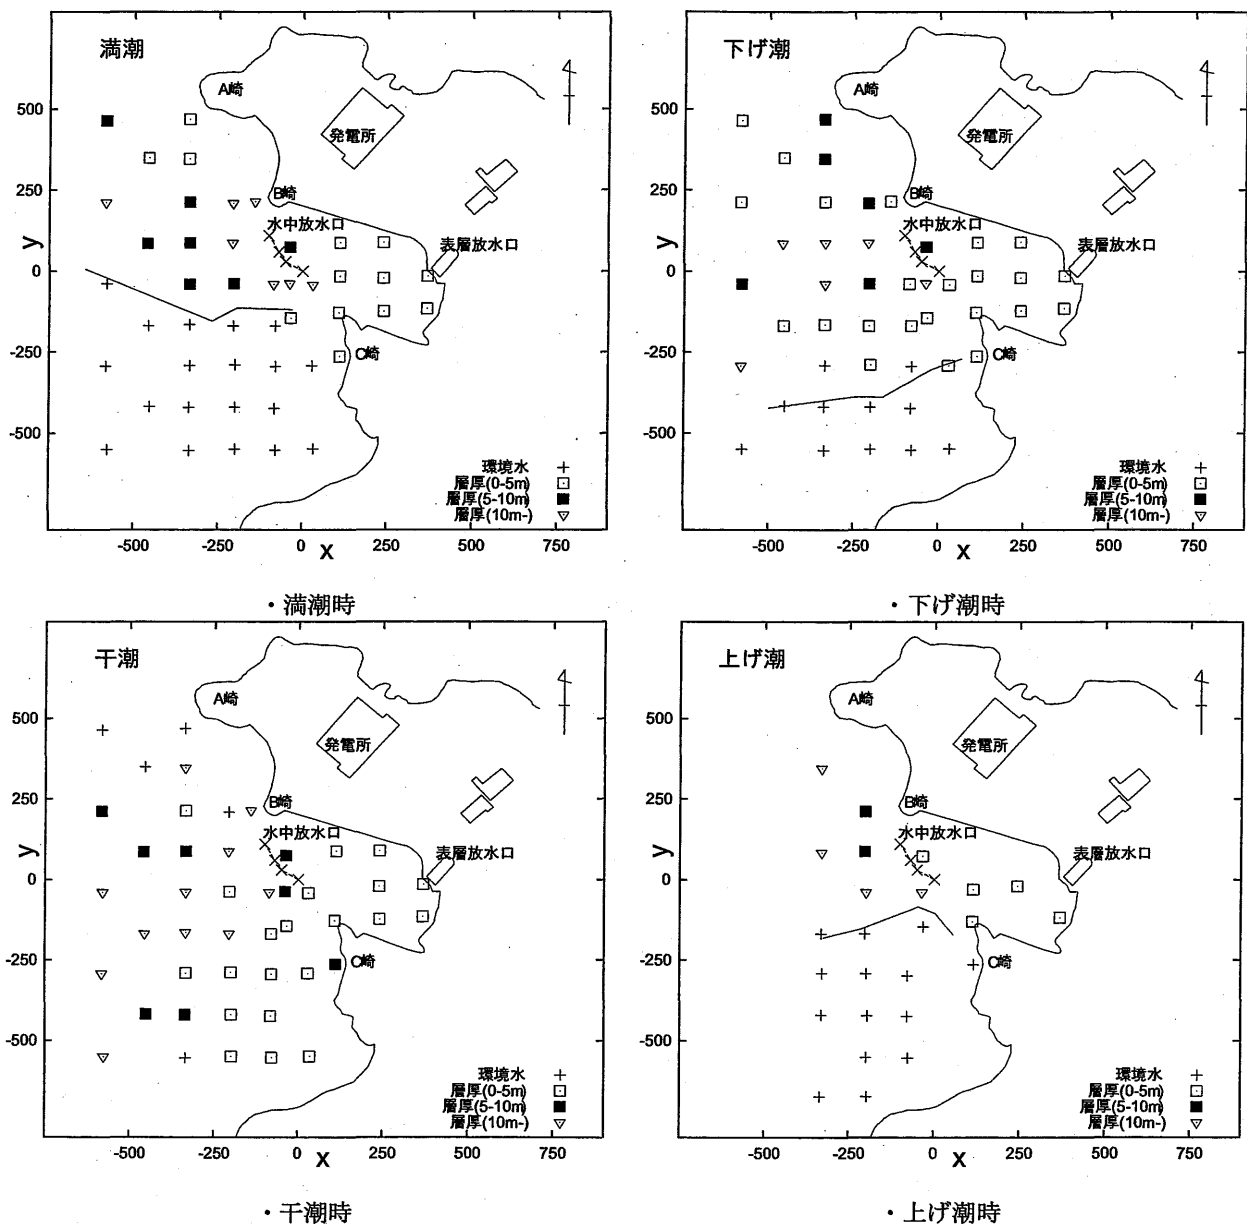 満潮
A崎
500
発電所
250
B崎
水中放水口
y
表層放水口
0
-250
C崎
-500
環境水
層厚(0-5m)
層厚(5-10m)
層厚(10m-)
-500
-250
0
250
500
750
X
・満潮時
下げ潮
A崎
500
発電所
250
B崎
水中放水口
y
表層放水口
0
-250
C崎
-500
環境水
層厚(0-5m)
層厚(5-10m)
層厚(10m-)
-500
-250
0
250
500
750
X
・下げ潮時
干潮
A崎
500
発電所
250
B崎
水中放水口
y
表層放水口
0
-250
C崎
-500
環境水
層厚(0-5m)
層厚(5-10m)
層厚(10m-)
-500
-250
0
250
500
750
X
・干潮時
上げ潮
A崎
500
発電所
250
B崎
水中放水口
y
表層放水口
0
-250
C崎
-500
環境水
層厚(0-5m)
層厚(5-10m)
層厚(10m-)
-500
-250
0
250
500
750
X
・上げ潮時